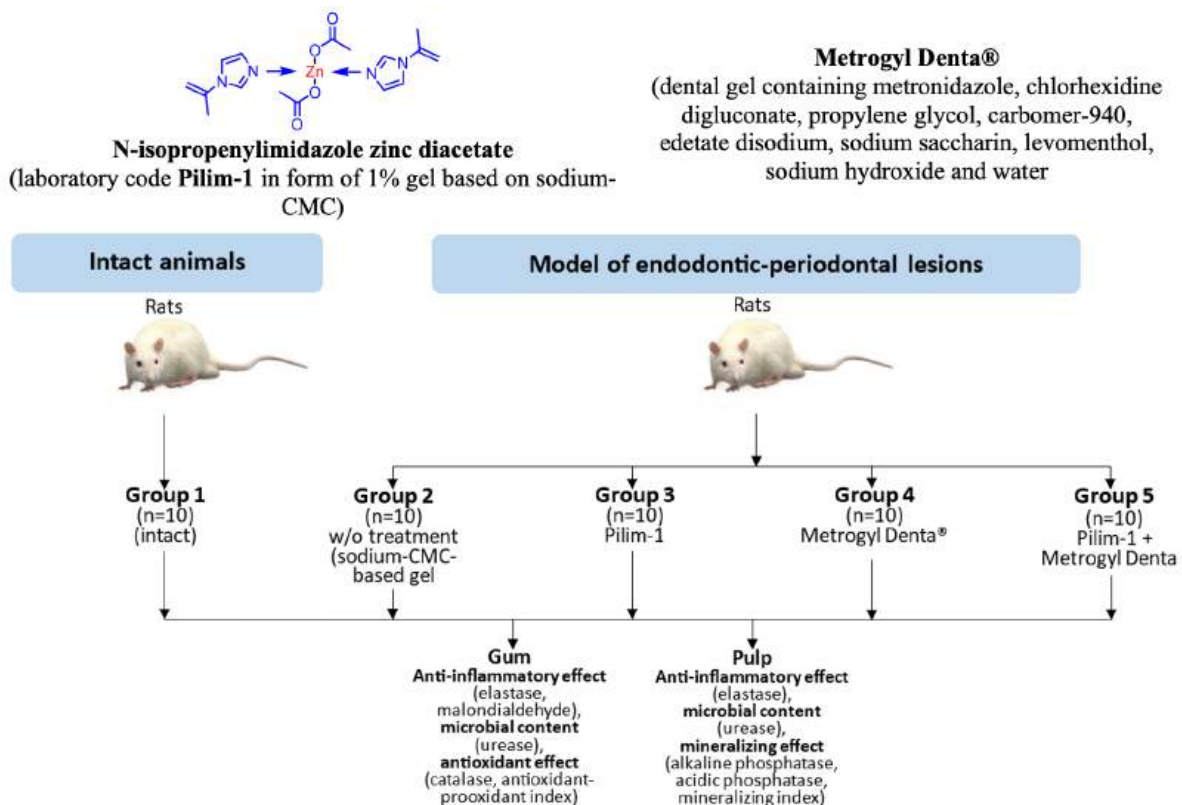 O
O
N
N
Zn
N
N
O
O
N-isopropenylimidazole zinc diacetate
(laboratory code Pilim-1 in form of 1% gel based on sodium-
CMC)
Metrogyl Denta®
(dental gel containing metronidazole, chlorhexidine
digluconate, propylene glycol, carbomer-940,
edetate disodium, sodium saccharin, levomenthol,
sodium hydroxide and water
Intact animals
Model of endodontic-periodontal lesions
Rats
Rats
Group 1
(n=10)
(intact)
Group 2
(n=10)
w/o treatment
(sodium-CMC-
based gel
Group 3
(n=10)
Pilim-1
Group 4
(n=10)
Metrogyl Denta®
Group 5
(n=10)
Pilim-1 +
Metrogyl Denta
Gum
Anti-inflammatory effect
(elastase,
malondialdehyde),
microbial content
(urease),
antioxidant effect
(catalase, antioxidant-
prooxidant index)
Pulp
Anti-inflammatory effect
(elastase),
microbial content
(urease),
mineralizing effect
(alkaline phosphatase,
acidic phosphatase,
mineralizing index)